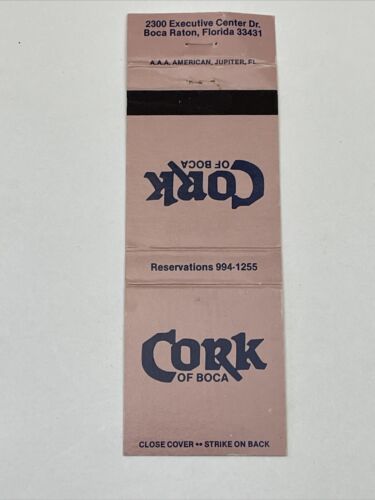 2300 Executive Center Dr.
Boca Raton, Florida 33431
A.A.A. AMERICAN, JUPITER, FL
CORK
OF BOCA
Reservations 994-1255
CORK
OF BOCA
CLOSE COVER •• STRIKE ON BACK